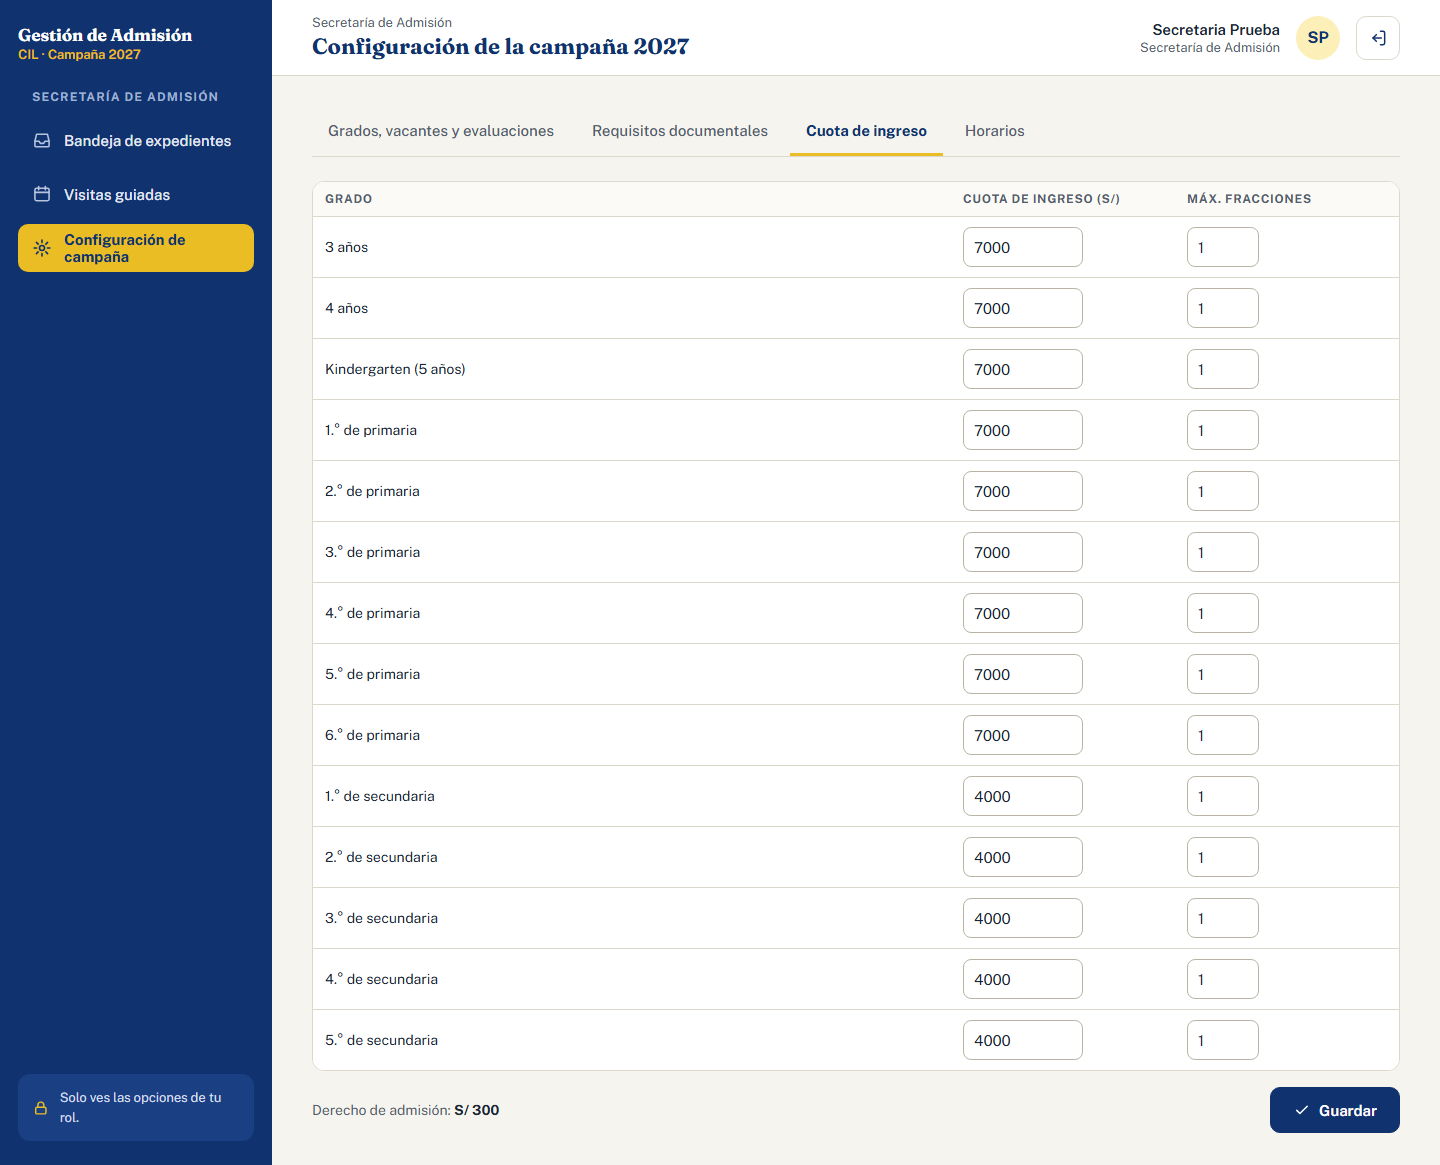 Gestión de Admisión
CIL · Campaña 2027
SECRETARÍA DE ADMISIÓN
Bandeja de expedientes
Visitas guiadas
Configuración de
campaña
Solo ves las opciones de tu
rol.
Secretaría de Admisión
Configuración de la campaña 2027
Secretaria Prueba
Secretaría de Admisión
SP
Grados, vacantes y evaluaciones Requisitos documentales Cuota de ingreso Horarios
GRADO CUOTA DE INGRESO (S/) MÁX. FRACCIONES
3 años 7000 1
4 años 7000 1
Kindergarten (5 años) 7000 1
1.° de primaria 7000 1
2.° de primaria 7000 1
3.° de primaria 7000 1
4.° de primaria 7000 1
5.° de primaria 7000 1
6.° de primaria 7000 1
1.° de secundaria 4000 1
2.° de secundaria 4000 1
3.° de secundaria 4000 1
4.° de secundaria 4000 1
5.° de secundaria 4000 1
Derecho de admisión: S/ 300
Guardar